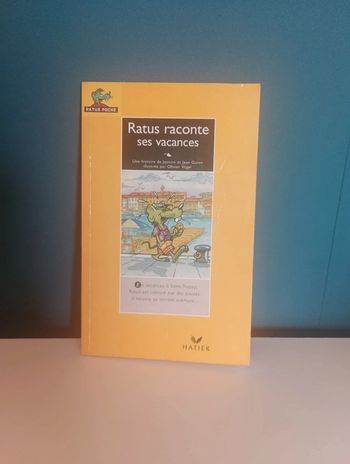 RATUS POCHE
Ratus raconte
ses vacances
Une histoire de Jeanine et Jean Guion
illustrée par Olivier Vogel
En vacances à Saint-Tropez,
Ratus est capturé par des pirates.
Il raconte sa terrible aventure...
HATIER